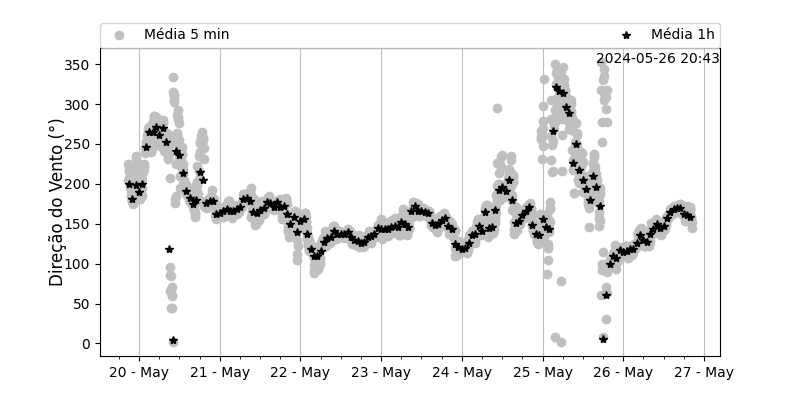 Média 5 min
Média 1h
2024-05-26 20:43
Direção do Vento (°)
350
300
250
200
150
100
50
0
20 - May
21 - May
22 - May
23 - May
24 - May
25 - May
26 - May
27 - May